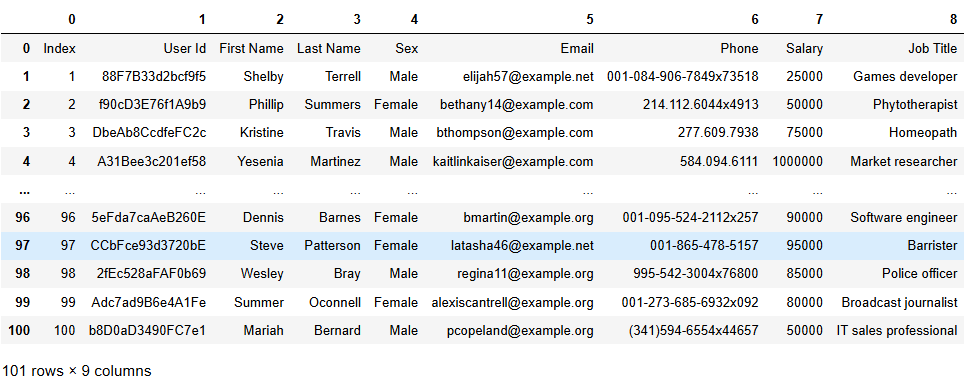 0 1 2 3 4 5 6 7 8
0 Index User Id First Name Last Name Sex Email Phone Salary Job Title
1 1 88F7B33d2bcf9f5 Shelby Terrell Male elijah57@example.net 001-084-906-7849x73518 25000 Games developer
2 2 f90cD3E76f1A9b9 Phillip Summers Female bethany14@example.com 214.112.6044x4913 50000 Phytotherapist
3 3 DbeAb8CcdfeFC2c Kristine Travis Male bthompson@example.com 277.609.7938 75000 Homeopath
4 4 A31Bee3c201ef58 Yesenia Martinez Male kaitlinkaiser@example.com 584.094.6111 1000000 Market researcher
... ... ... ... ... ... ... ... ... ...
96 96 5eFda7caAeB260E Dennis Barnes Female bmartin@example.org 001-095-524-2112x257 90000 Software engineer
97 97 CCbFce93d3720bE Steve Patterson Female latasha46@example.net 001-865-478-5157 95000 Barrister
98 98 2fEc528aFAF0b69 Wesley Bray Male regina11@example.org 995-542-3004x76800 85000 Police officer
99 99 Adc7ad9B6e4A1Fe Summer Oconnell Female alexiscantrell@example.org 001-273-685-6932x092 80000 Broadcast journalist
100 100 b8D0aD3490FC7e1 Mariah Bernard Male pcopeland@example.org (341)594-6554x44657 50000 IT sales professional
101 rows × 9 columns